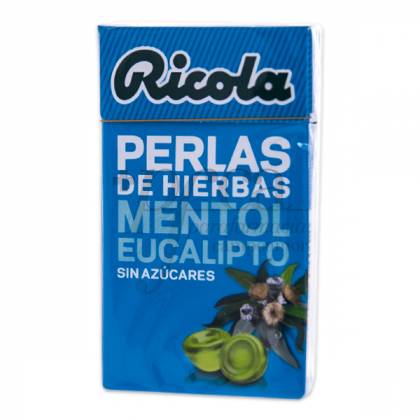 Ricola
PERLAS
DE HIERBAS
MENTOL
EUCALIPTO
SIN AZÚCARES